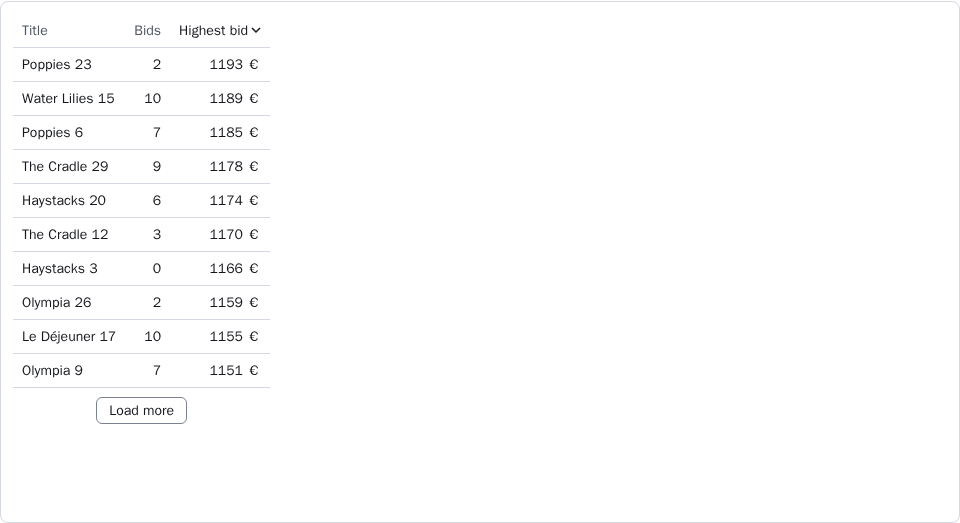 Title Bids Highest bid
Poppies 23 2 1193 €
Water Lilies 15 10 1189 €
Poppies 6 7 1185 €
The Cradle 29 9 1178 €
Haystacks 20 6 1174 €
The Cradle 12 3 1170 €
Haystacks 3 0 1166 €
Olympia 26 2 1159 €
Le Déjeuner 17 10 1155 €
Olympia 9 7 1151 €
Load more